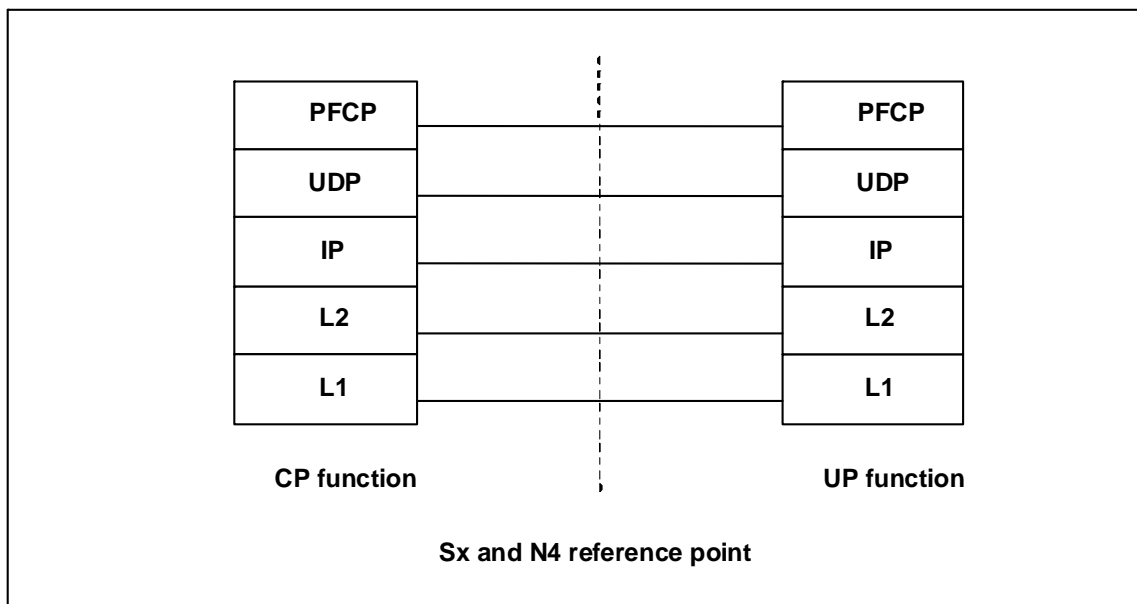 PFCP
UDP
IP
L2
L1
CP function
PFCP
UDP
IP
L2
L1
UP function
Sx and N4 reference point